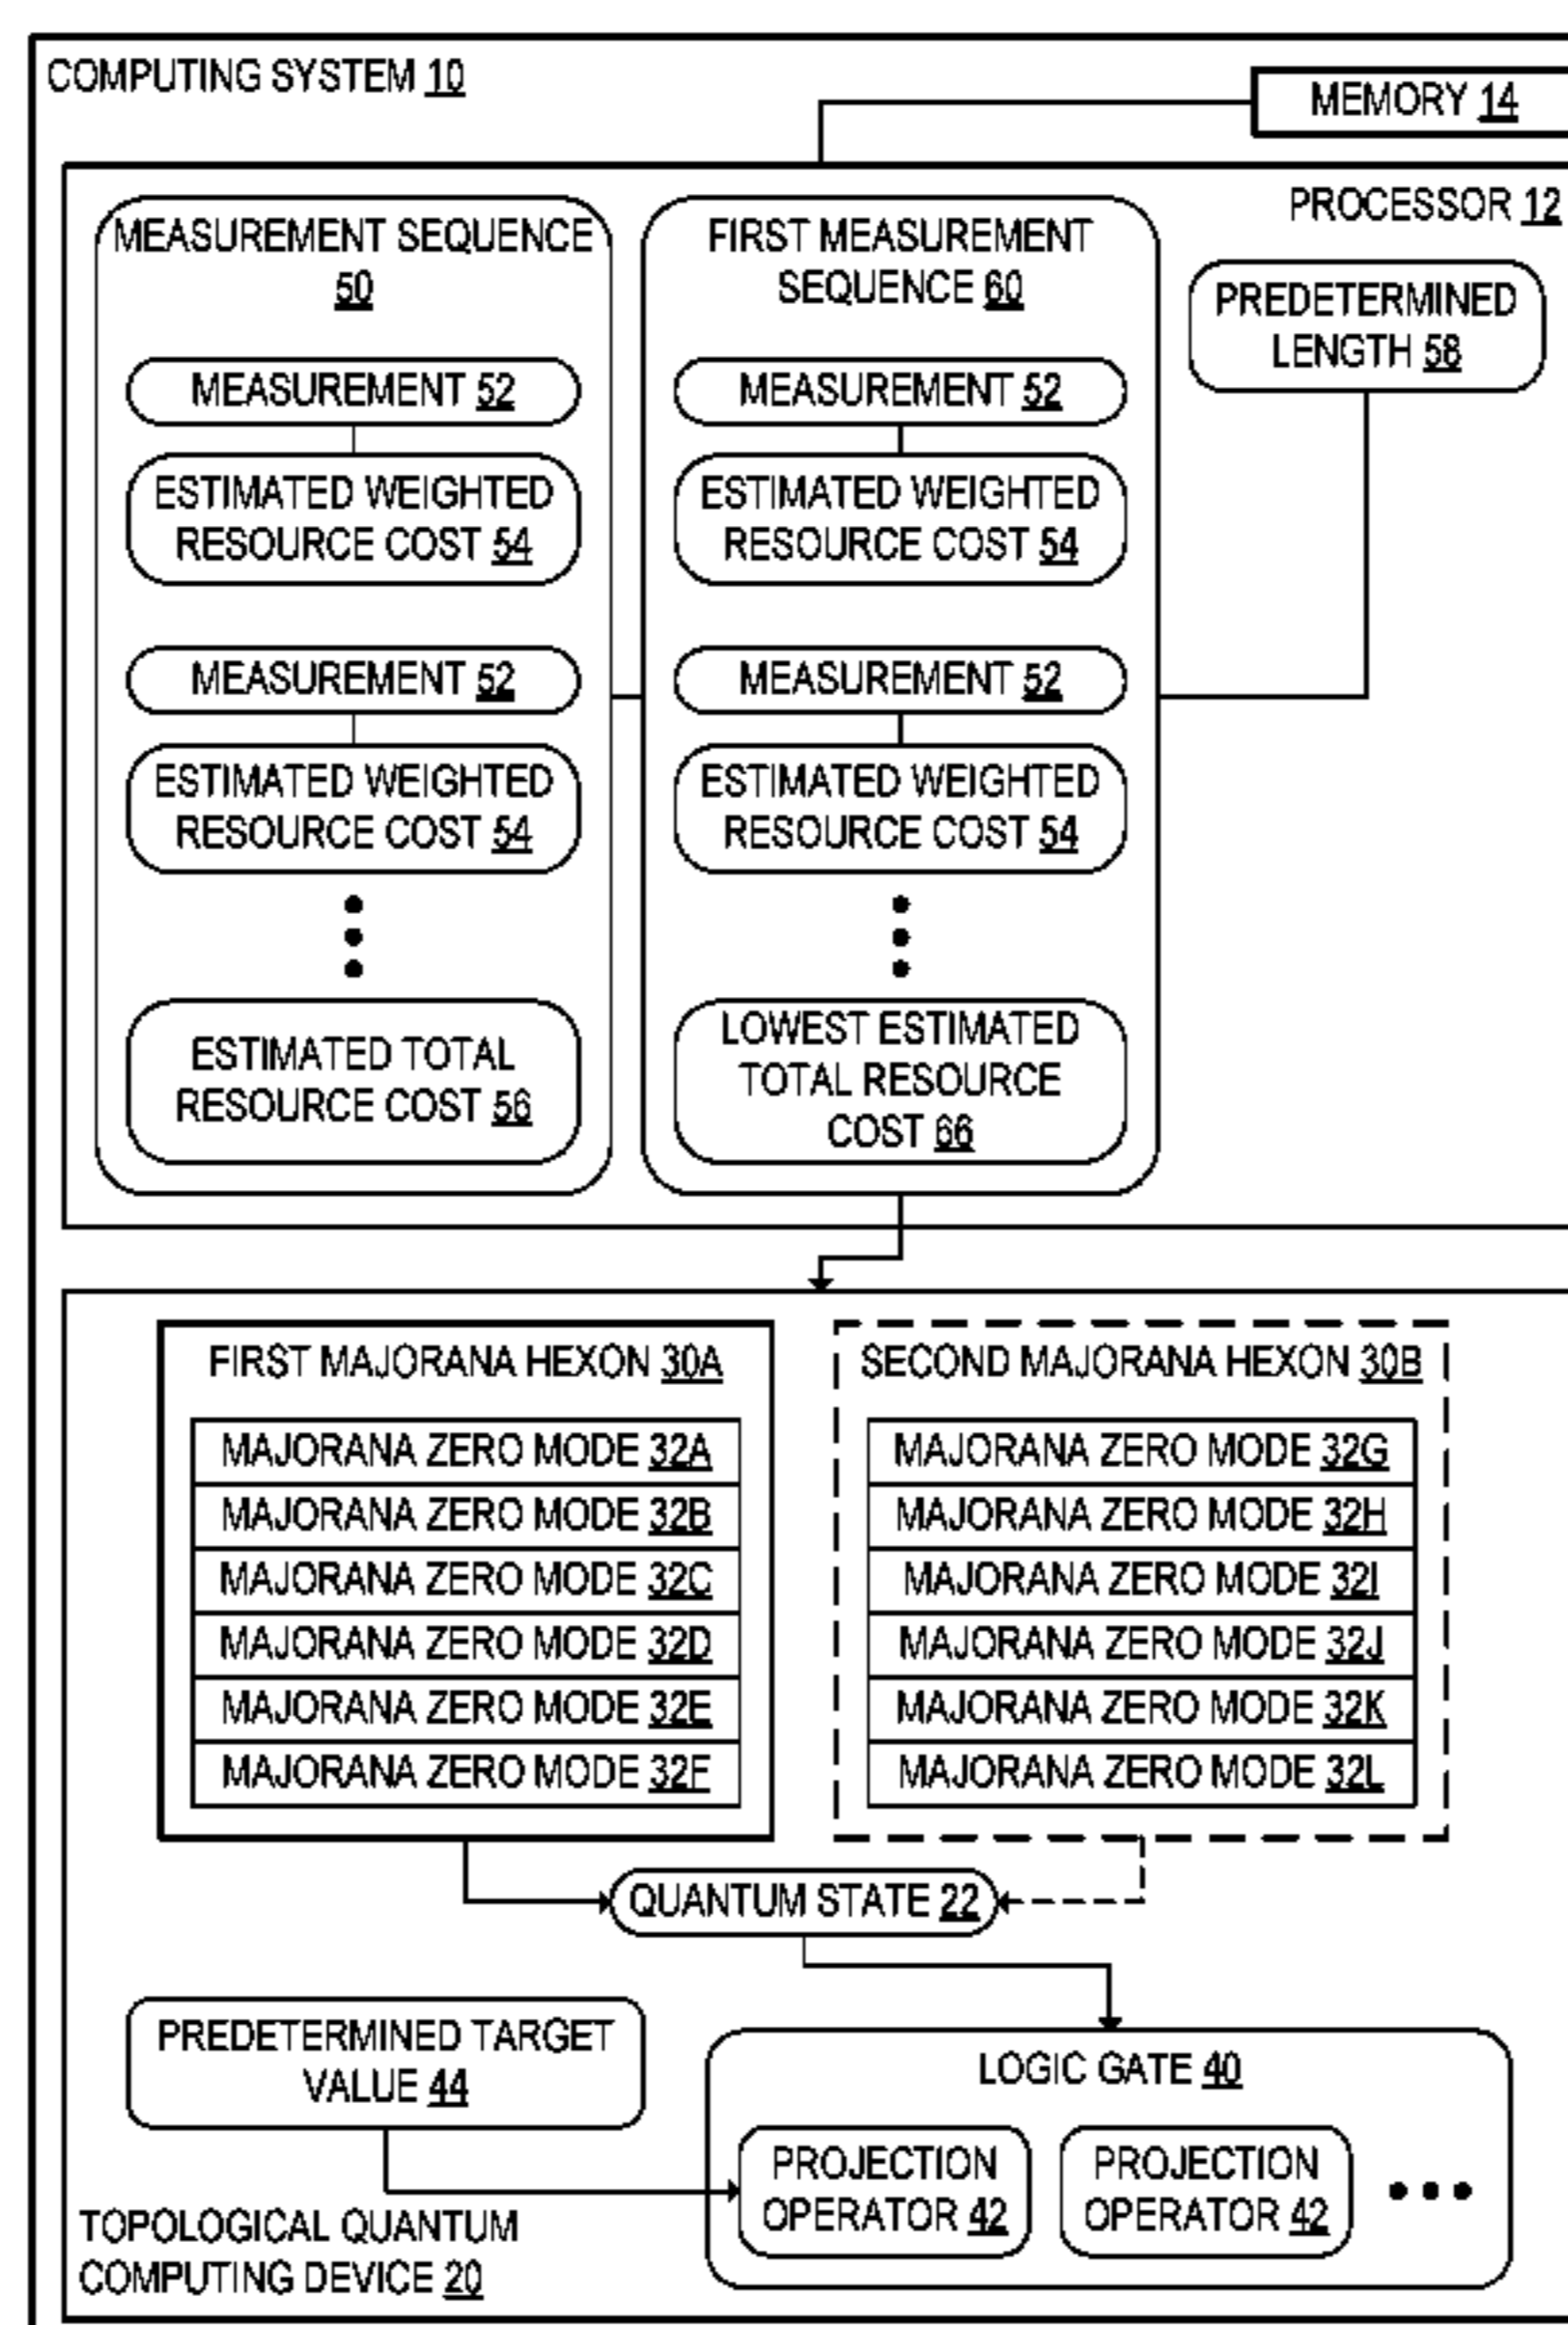 COMPUTING SYSTEM 10
MEMORY 14
PROCESSOR 12
MEASUREMENT SEQUENCE
50
MEASUREMENT 52
ESTIMATED WEIGHTED
RESOURCE COST 54
MEASUREMENT 52
ESTIMATED WEIGHTED
RESOURCE COST 54
ESTIMATED TOTAL
RESOURCE COST 56
FIRST MEASUREMENT
SEQUENCE 60
MEASUREMENT 52
ESTIMATED WEIGHTED
RESOURCE COST 54
MEASUREMENT 52
ESTIMATED WEIGHTED
RESOURCE COST 54
LOWEST ESTIMATED
TOTAL RESOURCE
COST 66
PREDETERMINED
LENGTH 58
FIRST MAJORANA HEXON 30A
MAJORANA ZERO MODE 32A
MAJORANA ZERO MODE 32B
MAJORANA ZERO MODE 32C
MAJORANA ZERO MODE 32D
MAJORANA ZERO MODE 32E
MAJORANA ZERO MODE 32F
SECOND MAJORANA HEXON 30B
MAJORANA ZERO MODE 32G
MAJORANA ZERO MODE 32H
MAJORANA ZERO MODE 32I
MAJORANA ZERO MODE 32J
MAJORANA ZERO MODE 32K
MAJORANA ZERO MODE 32L
QUANTUM STATE 22
PREDETERMINED TARGET
VALUE 44
LOGIC GATE 40
PROJECTION
OPERATOR 42
PROJECTION
OPERATOR 42
TOPOLOGICAL QUANTUM
COMPUTING DEVICE 20